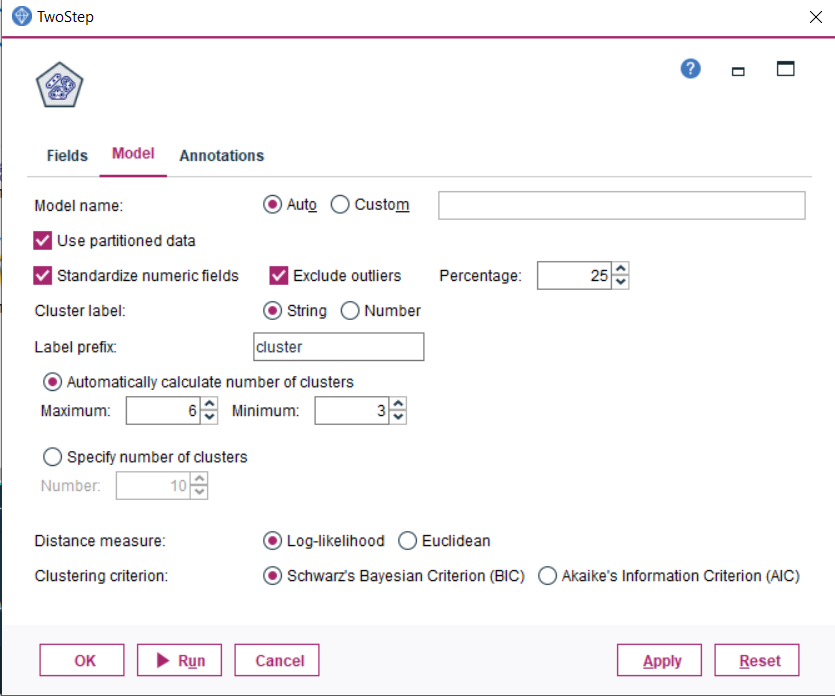 TwoStep
?
Fields Model Annotations
Model name: Auto Custom
Use partitioned data
Standardize numeric fields Exclude outliers Percentage: 25
Cluster label: String Number
Label prefix: cluster
Automatically calculate number of clusters
Maximum: 6 Minimum: 3
Specify number of clusters
Number: 10
Distance measure: Log-likelihood Euclidean
Clustering criterion: Schwarz's Bayesian Criterion (BIC) Akaike's Information Criterion (AIC)
OK Run Cancel Apply Reset